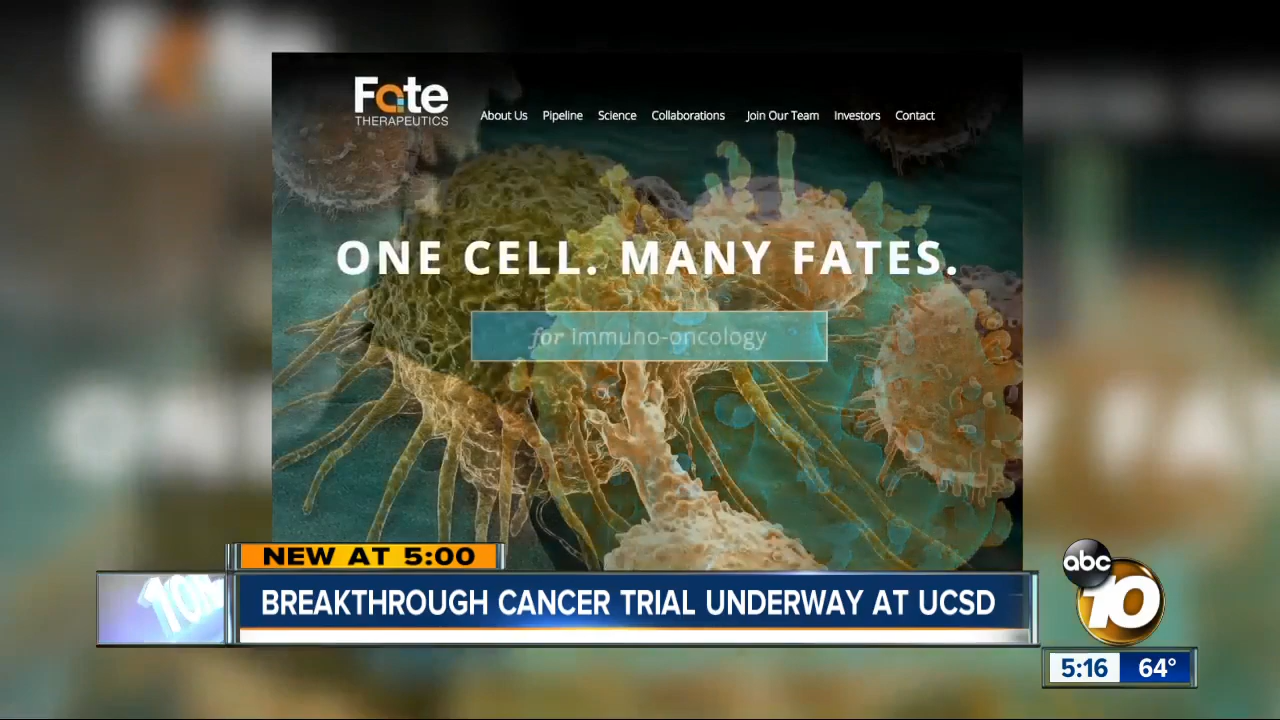 Fate
THERAPEUTICS
About Us Pipeline Science Collaborations Join Our Team Investors Contact
ONE CELL. MANY FATES.
for Immuno-oncology
NEW AT 5:00
BREAKTHROUGH CANCER TRIAL UNDERWAY AT UCSD
abc
10
5:16 64°